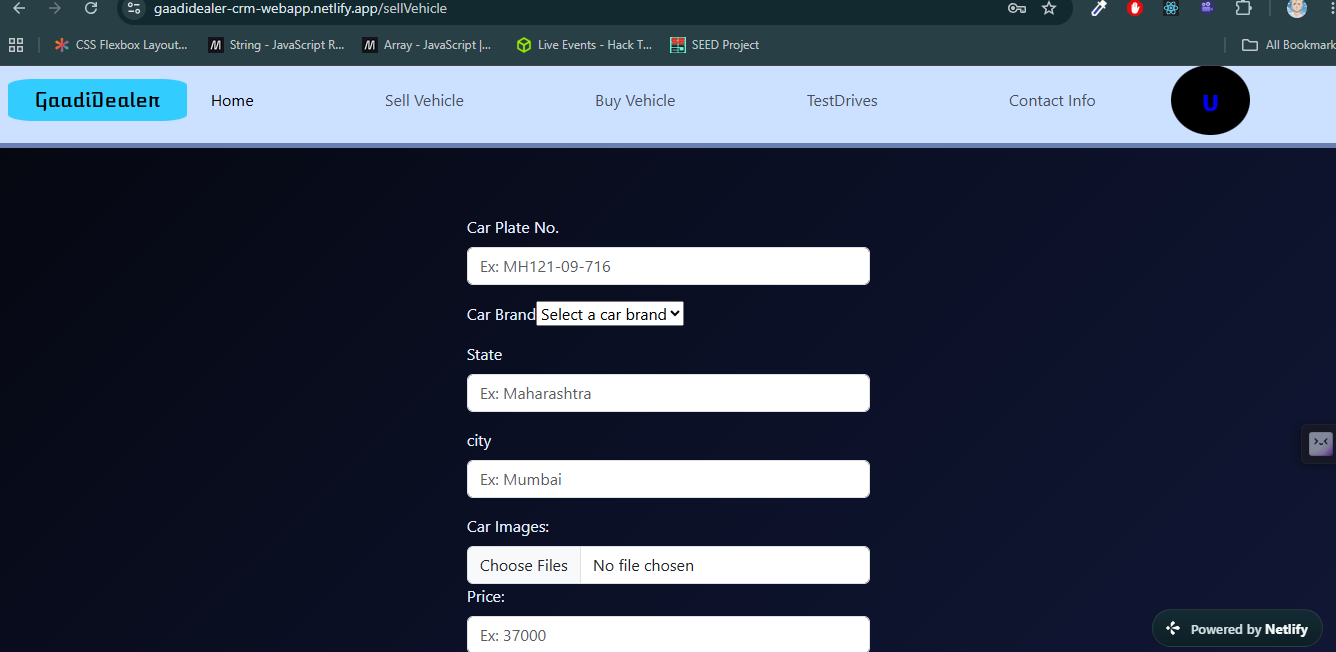 gaadidealer-crm-webapp.netlify.app/sellVehicle
CSS Flexbox Layout... String - JavaScript R... Array - JavaScript |... Live Events - Hack T... SEED Project All Bookmark
GaadiDealer Home Sell Vehicle Buy Vehicle TestDrives Contact Info U
Car Plate No.
Ex: MH121-09-716
Car Brand Select a car brand
State
Ex: Maharashtra
city
Ex: Mumbai
Car Images:
Choose Files No file chosen
Price:
Ex: 37000
Powered by Netlify